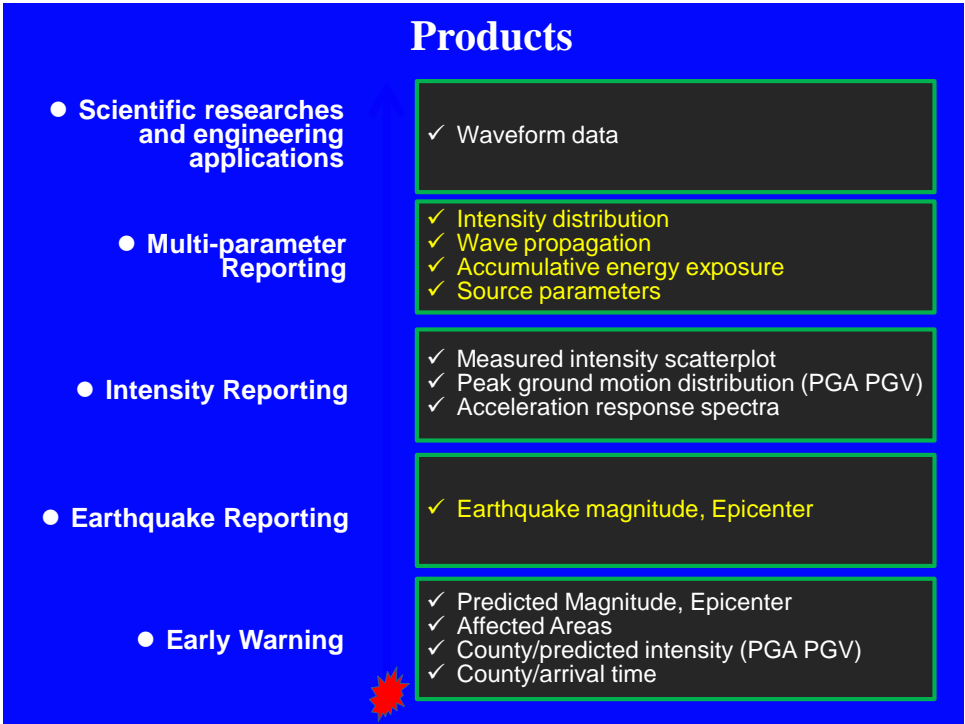 Products
● Scientific researches
and engineering
applications
✓ Waveform data
● Multi-parameter
Reporting
✓ Intensity distribution
✓ Wave propagation
✓ Accumulative energy exposure
✓ Source parameters
● Intensity Reporting
✓ Measured intensity scatterplot
✓ Peak ground motion distribution (PGA PGV)
✓ Acceleration response spectra
● Earthquake Reporting
✓ Earthquake magnitude, Epicenter
● Early Warning
✓ Predicted Magnitude, Epicenter
✓ Affected Areas
✓ County/predicted intensity (PGA PGV)
✓ County/arrival time